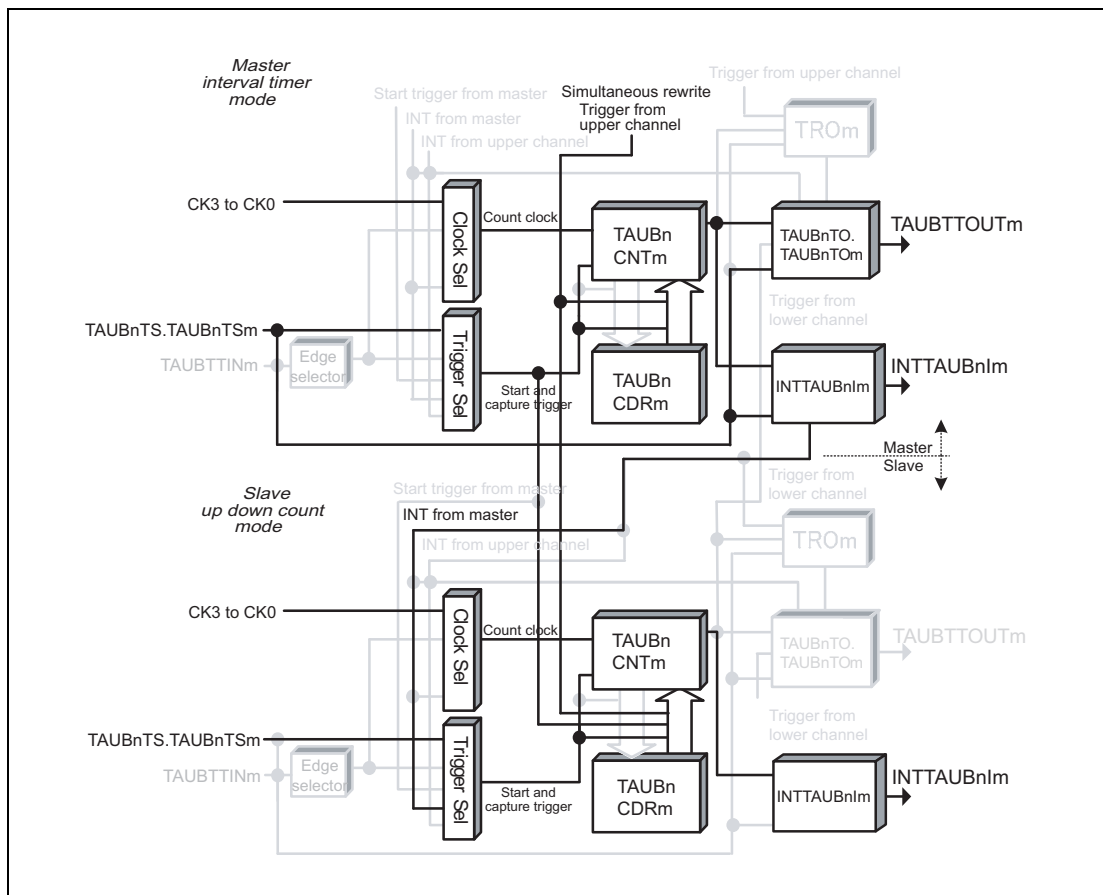 Master
interval timer
mode
Trigger from upper channel
Simultaneous rewrite
Trigger from
upper channel
Start trigger from master
INT from master
INT from upper channel
TROm
CK3 to CK0
Clock Sel
Count clock
TAUBn
CNTm
TAUBnTO.
TAUBnTOm
TAUBTTOUTm
Trigger from
lower channel
TAUBnTS.TAUBnTSm
TAUBTTINm
Edge
selector
Trigger Sel
Start and
capture trigger
TAUBn
CDRm
INTTAUBnIm
INTTAUBnIm
Master
Slave
Slave
up down count
mode
Start trigger from master
INT from master
INT from upper channel
Trigger from
lower channel
TROm
CK3 to CK0
Clock Sel
Count clock
TAUBn
CNTm
TAUBnTO.
TAUBnTOm
TAUBTTOUTm
Trigger from
lower channel
TAUBnTS.TAUBnTSm
TAUBTTINm
Edge
selector
Trigger Sel
Start and
capture trigger
TAUBn
CDRm
INTTAUBnIm
INTTAUBnIm